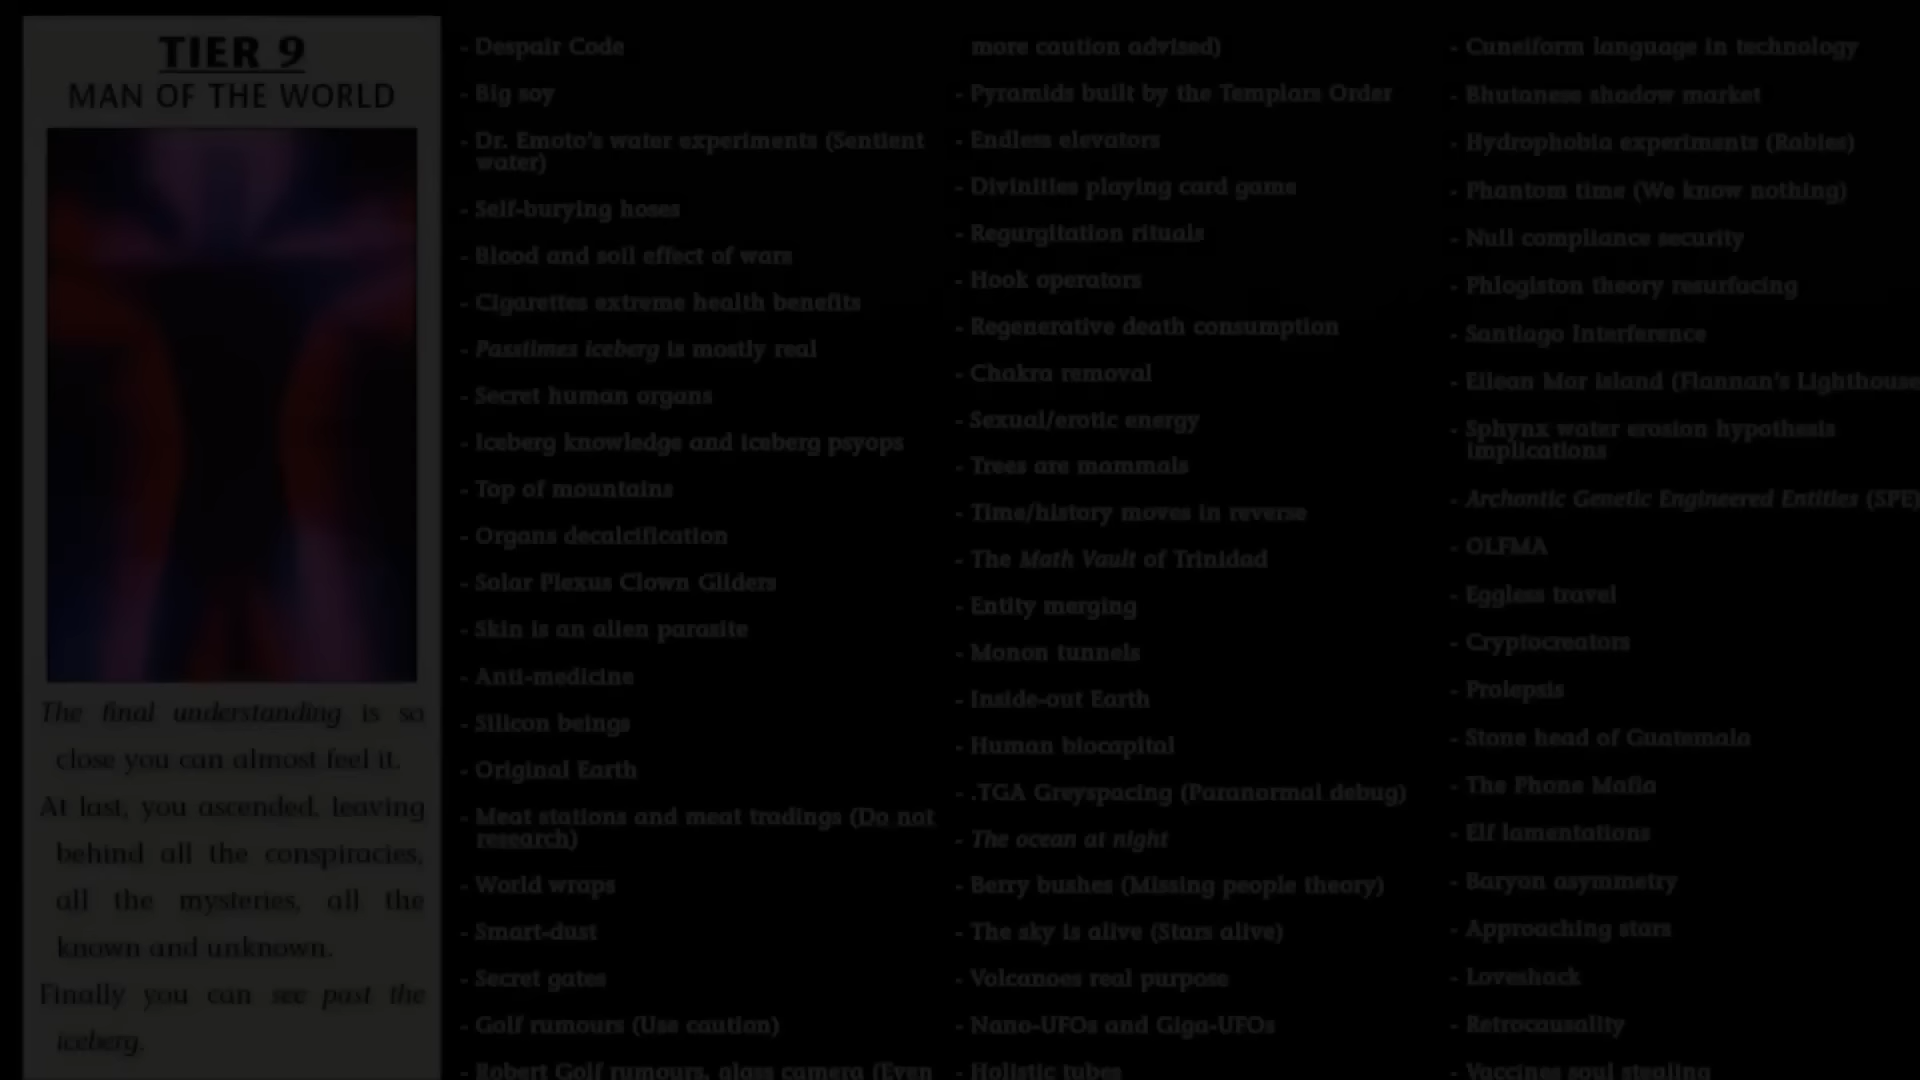 TIER 9
MAN OF THE WORLD
The final understanding is so
close you can almost feel it.
At last, you ascended, leaving
behind all the conspiracies,
all the mysteries, all the
known and unknown.
Finally you can see past the
iceberg.
- Despair Code
- Big soy
- Dr. Emoto's water experiments (Sentient
water)
- Self-burying hoses
- Blood and soil effect of wars
- Cigarettes extreme health benefits
- Passtimes iceberg is mostly real
- Secret human organs
- Iceberg knowledge and iceberg psyops
- Top of mountains
- Organs decalcification
- Solar Plexus Clown Gliders
- Skin is an alien parasite
- Anti-medicine
- Silicon beings
- Original Earth
- Meat stations and meat tradings (Do not
research)
- World wraps
- Smart-dust
- Secret gates
- Golf rumours (Use caution)
- Robert Golf rumours, glass camera (Even
more caution advised)
- Pyramids built by the Templars Order
- Endless elevators
- Divinities playing card game
- Regurgitation rituals
- Hook operators
- Regenerative death consumption
- Chakra removal
- Sexual/erotic energy
- Trees are mammals
- Time/history moves in reverse
- The Math Vault of Trinidad
- Entity merging
- Monon tunnels
- Inside-out Earth
- Human biocapital
- .TGA Greyspacing (Paranormal debug)
- The ocean at night
- Berry bushes (Missing people theory)
- The sky is alive (Stars alive)
- Volcanoes real purpose
- Nano-UFOs and Giga-UFOs
- Holistic tubes
- Cuneiform language in technology
- Bhutanese shadow market
- Hydrophobia experiments (Rabies)
- Phantom time (We know nothing)
- Null compliance security
- Phlogiston theory resurfacing
- Santiago Interference
- Eilean Mor island (Flannan's Lighthouse
- Sphynx water erosion hypothesis
implications
- Archontic Genetic Engineered Entities (SPE)
- OLFMA
- Eggless travel
- Cryptocreators
- Prolepsis
- Stone head of Guatemala
- The Phone Mafia
- Elf lamentations
- Baryon asymmetry
- Approaching stars
- Loveshack
- Retrocausality
- Vaccines soul stealing